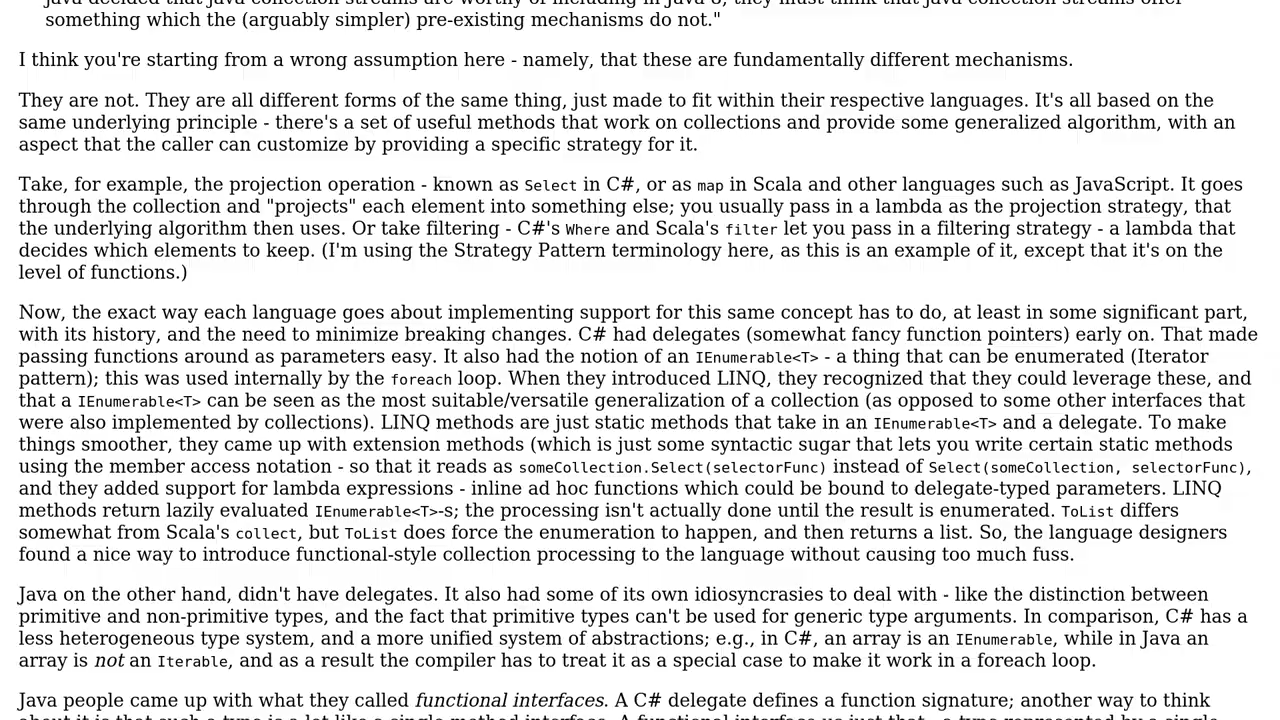 something which the (arguably simpler) pre-existing mechanisms do not."
I think you're starting from a wrong assumption here - namely, that these are fundamentally different mechanisms.
They are not. They are all different forms of the same thing, just made to fit within their respective languages. It's all based on the
same underlying principle - there's a set of useful methods that work on collections and provide some generalized algorithm, with an
aspect that the caller can customize by providing a specific strategy for it.
Take, for example, the projection operation - known as Select in C#, or as map in Scala and other languages such as JavaScript. It goes
through the collection and "projects" each element into something else; you usually pass in a lambda as the projection strategy, that
the underlying algorithm then uses. Or take filtering - C#'s Where and Scala's filter let you pass in a filtering strategy - a lambda that
decides which elements to keep. (I'm using the Strategy Pattern terminology here, as this is an example of it, except that it's on the
level of functions.)
Now, the exact way each language goes about implementing support for this same concept has to do, at least in some significant part,
with its history, and the need to minimize breaking changes. C# had delegates (somewhat fancy function pointers) early on. That made
passing functions around as parameters easy. It also had the notion of an IEnumerable<T> - a thing that can be enumerated (Iterator
pattern); this was used internally by the foreach loop. When they introduced LINQ, they recognized that they could leverage these, and
that a IEnumerable<T> can be seen as the most suitable/versatile generalization of a collection (as opposed to some other interfaces that
were also implemented by collections). LINQ methods are just static methods that take in an IEnumerable<T> and a delegate. To make
things smoother, they came up with extension methods (which is just some syntactic sugar that lets you write certain static methods
using the member access notation - so that it reads as someCollection.Select(selectorFunc) instead of Select(someCollection, selectorFunc),
and they added support for lambda expressions - inline ad hoc functions which could be bound to delegate-typed parameters. LINQ
methods return lazily evaluated IEnumerable<T>-s; the processing isn't actually done until the result is enumerated. ToList differs
somewhat from Scala's collect, but ToList does force the enumeration to happen, and then returns a list. So, the language designers
found a nice way to introduce functional-style collection processing to the language without causing too much fuss.
Java on the other hand, didn't have delegates. It also had some of its own idiosyncrasies to deal with - like the distinction between
primitive and non-primitive types, and the fact that primitive types can't be used for generic type arguments. In comparison, C# has a
less heterogeneous type system, and a more unified system of abstractions; e.g., in C#, an array is an IEnumerable, while in Java an
array is not an Iterable, and as a result the compiler has to treat it as a special case to make it work in a foreach loop.
Java people came up with what they called functional interfaces. A C# delegate defines a function signature; another way to think